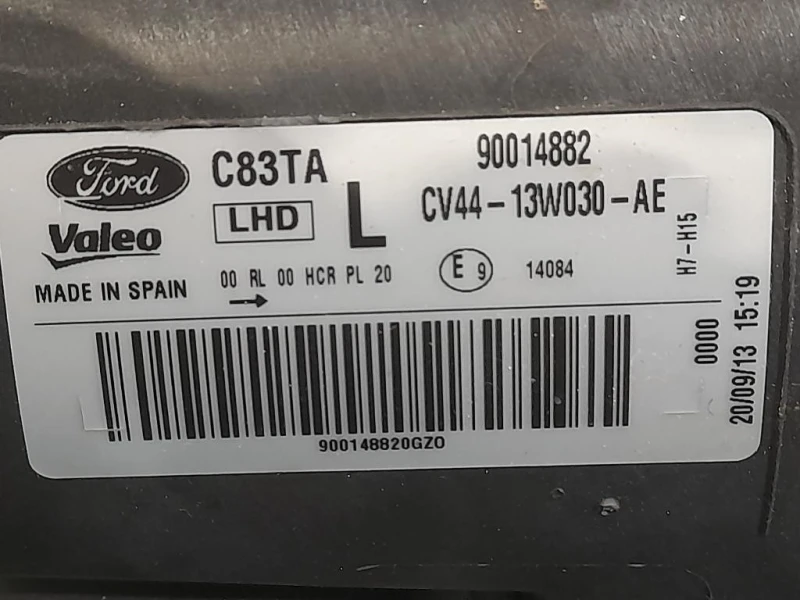 Ford
C83TA
90014882
LHD
L
CV44-13W030-AE
Valeo
MADE IN SPAIN
00 RL 00 HCR PL 20
E 9
14084
H7-H15
0000
20/09/13 15:19
900148820GZ0